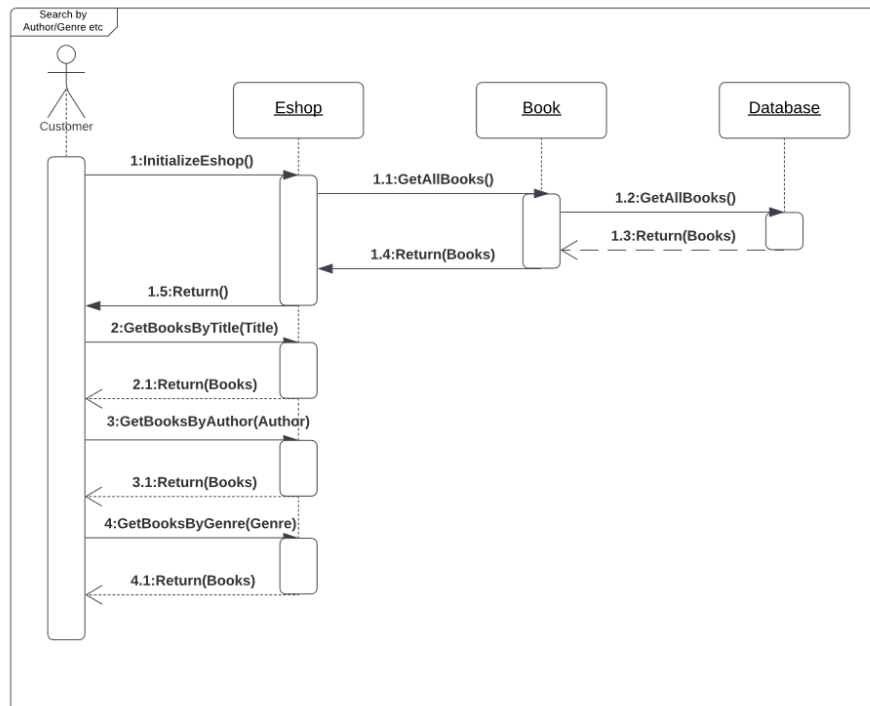 Search by
Author/Genre etc
Customer
Eshop
Book
Database
1:InitializeEshop()
1.1:GetAllBooks()
1.2:GetAllBooks()
1.3:Return(Books)
1.4:Return(Books)
1.5:Return()
2:GetBooksByTitle(Title)
2.1:Return(Books)
3:GetBooksByAuthor(Author)
3.1:Return(Books)
4:GetBooksByGenre(Genre)
4.1:Return(Books)